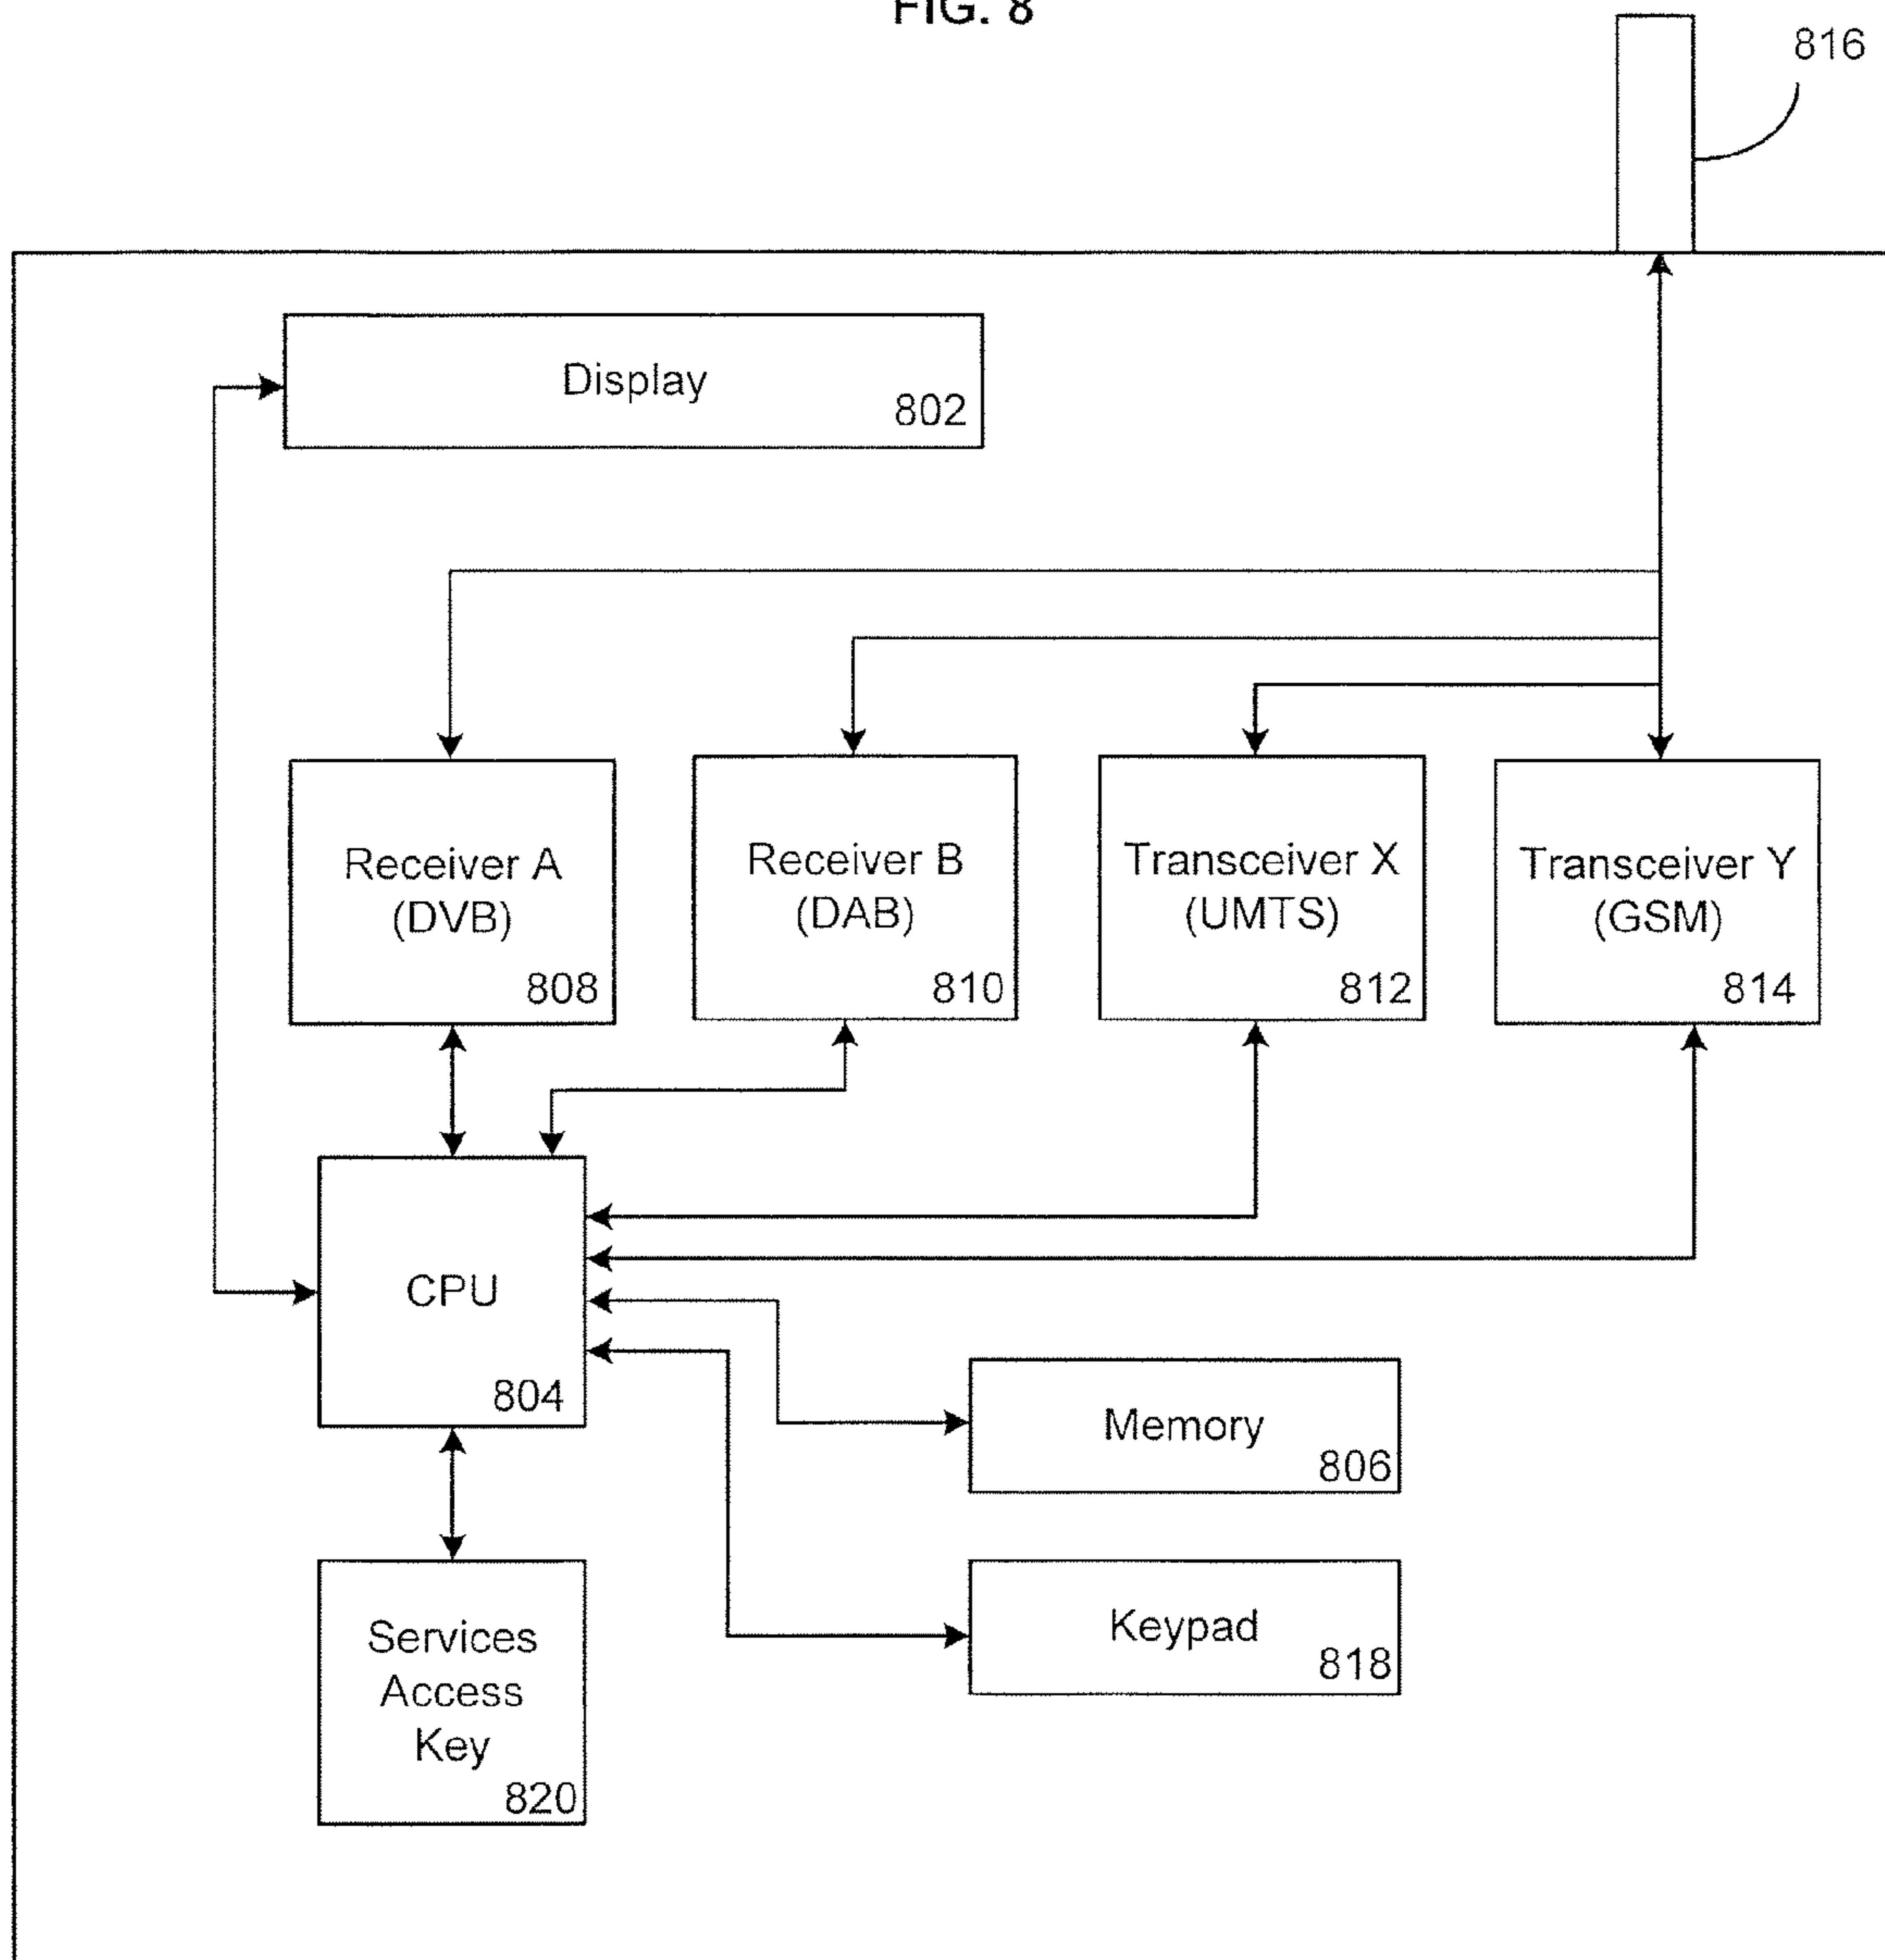 FIG. 8
816
Display
802
Receiver A
(DVB)
808
Receiver B
(DAB)
810
Transceiver X
(UMTS)
812
Transceiver Y
(GSM)
814
CPU
804
Memory
806
Services
Access
Key
820
Keypad
818